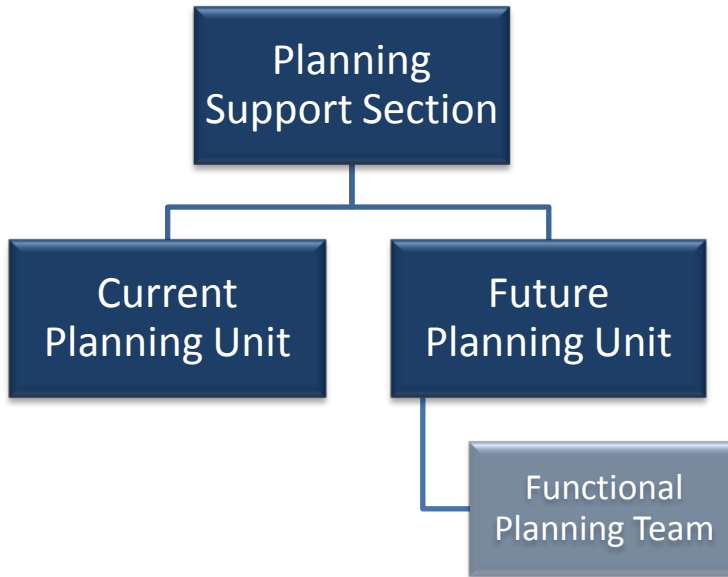 Planning
Support Section
Current
Planning Unit
Future
Planning Unit
Functional
Planning Team